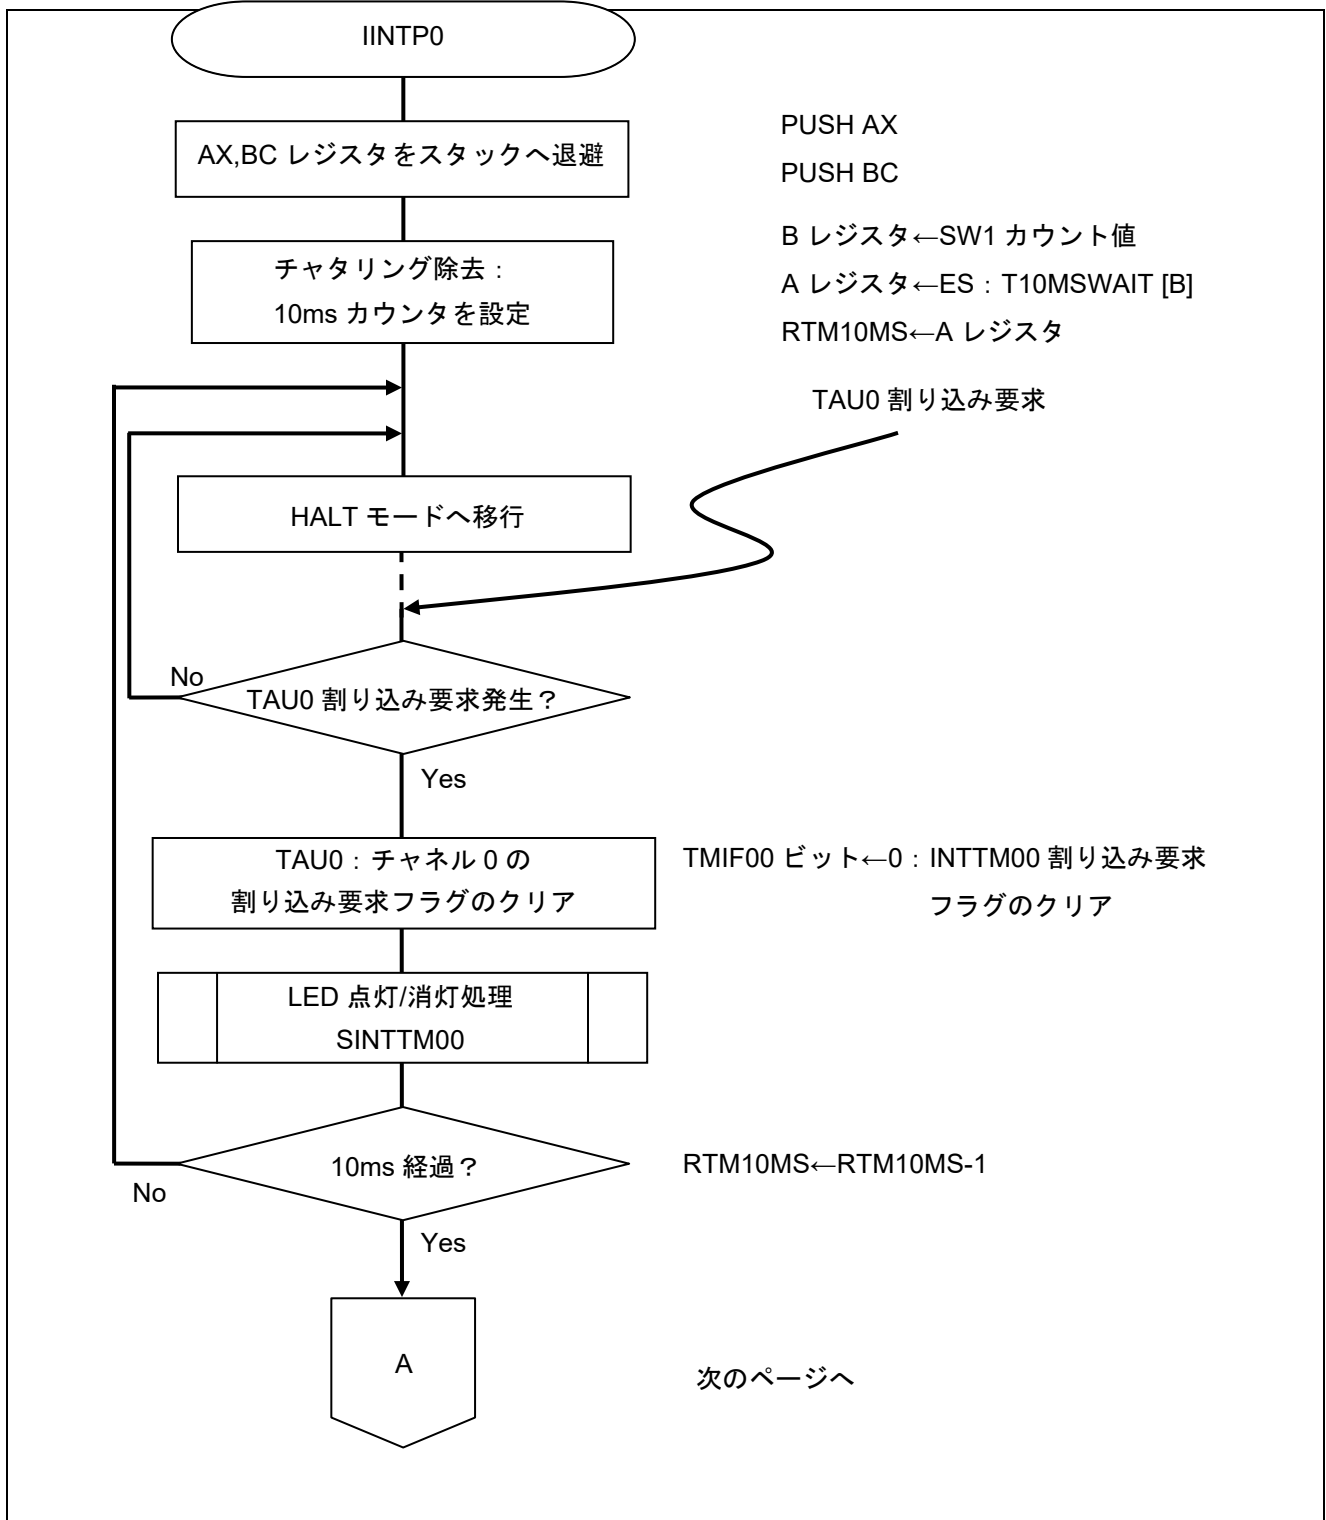 IINTP0
AX,BC レジスタをスタックへ退避
PUSH AX
PUSH BC
チャタリング除去：
10ms カウンタを設定
B レジスタ←SW1 カウント値
A レジスタ←ES：T10MSWAIT [B]
RTM10MS←A レジスタ
TAU0 割り込み要求
HALT モードへ移行
No
TAU0 割り込み要求発生？
Yes
TAU0：チャネル 0 の
割り込み要求フラグのクリア
TMIF00 ビット←0：INTTM00 割り込み要求
フラグのクリア
LED 点灯/消灯処理
SINTTM00
10ms 経過？
RTM10MS←RTM10MS-1
No
Yes
A
次のページへ